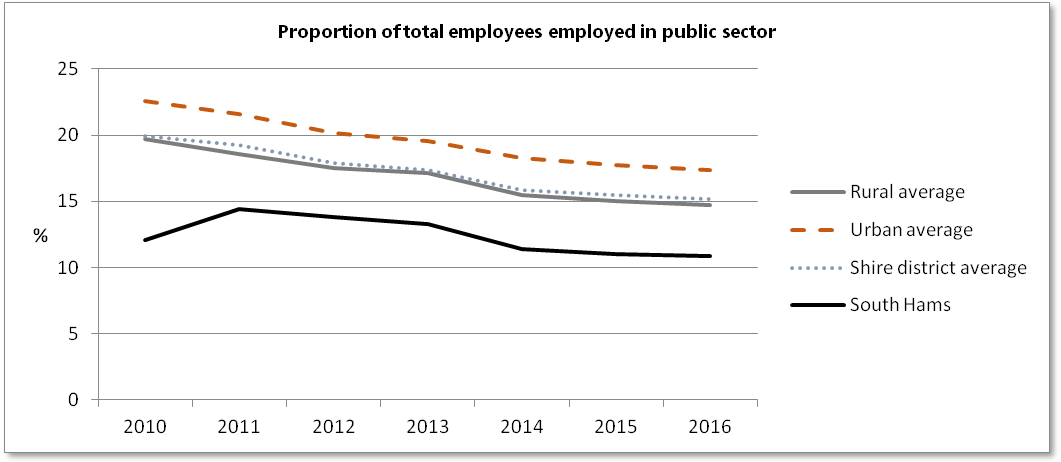 Proportion of total employees employed in public sector
25
20
15
10
5
0
%
2010 2011 2012 2013 2014 2015 2016
Rural average
Urban average
Shire district average
South Hams